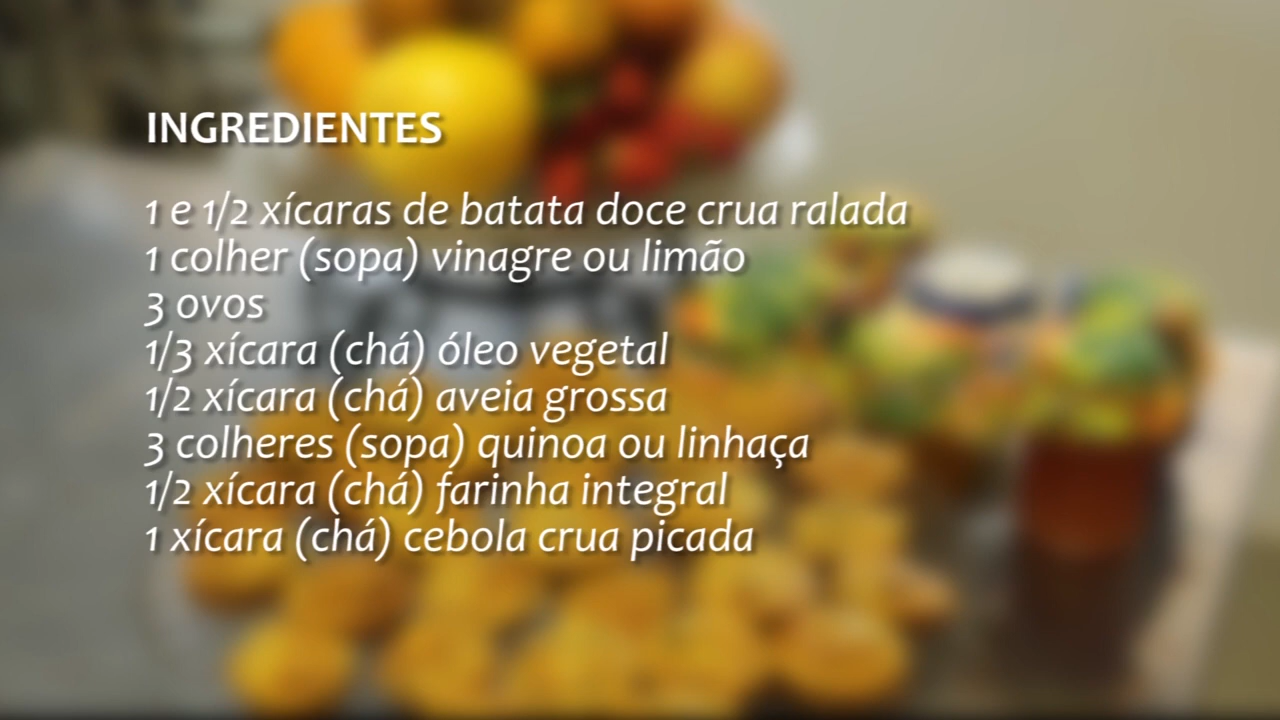 INGREDIENTES
1 e 1/2 xícaras de batata doce crua ralada
1 colher (sopa) vinagre ou limão
3 ovos
1/3 xícara (chá) óleo vegetal
1/2 xícara (chá) aveia grossa
3 colheres (sopa) quinoa ou linhaça
1/2 xícara (chá) farinha integral
1 xícara (chá) cebola crua picada